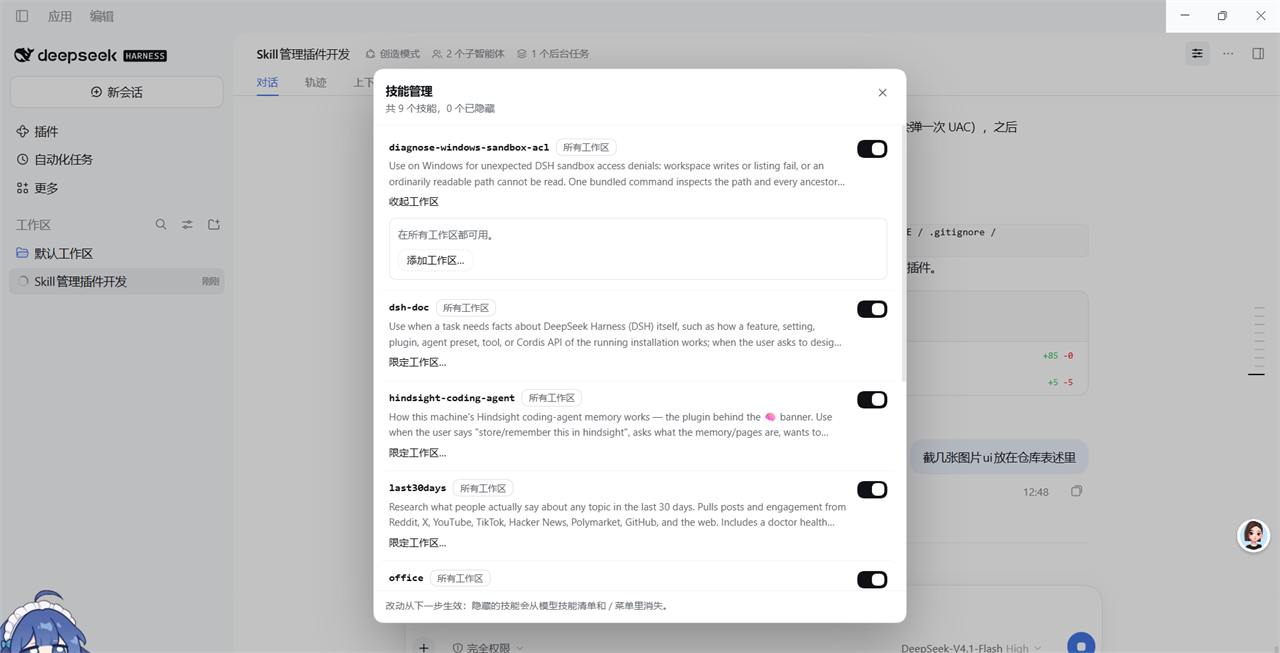 应用 编辑
deepseek HARNESS
新会话
插件
自动化任务
更多
工作区
默认工作区
Skill管理插件开发 刚刚
Skill管理插件开发 创造模式 2 个子智能体 1 个后台任务
对话 轨迹 上下
弹一次 UAC），之后
E / .gitignore /
插件。
+85 -0
+5 -5
截几张图片ui放在仓库表述里
12:48
技能管理
共 9 个技能，0 个已隐藏
diagnose-windows-sandbox-acl 所有工作区
Use on Windows for unexpected DSH sandbox access denials: workspace writes or listing fail, or an
ordinarily readable path cannot be read. One bundled command inspects the path and every ancestor...
收起工作区
在所有工作区都可用。
添加工作区...
dsh-doc 所有工作区
Use when a task needs facts about DeepSeek Harness (DSH) itself, such as how a feature, setting,
plugin, agent preset, tool, or Cordis API of the running installation works; when the user asks to desig...
限定工作区...
hindsight-coding-agent 所有工作区
How this machine's Hindsight coding-agent memory works — the plugin behind the 🧠 banner. Use
when the user says "store/remember this in hindsight", asks what the memory/pages are, wants to...
限定工作区...
last30days 所有工作区
Research what people actually say about any topic in the last 30 days. Pulls posts and engagement from
Reddit, X, YouTube, TikTok, Hacker News, Polymarket, GitHub, and the web. Includes a doctor health...
限定工作区...
office 所有工作区
改动从下一步生效：隐藏的技能会从模型技能清单和 / 菜单里消失。
完全权限
DeepSeek-V4.1-Flash High